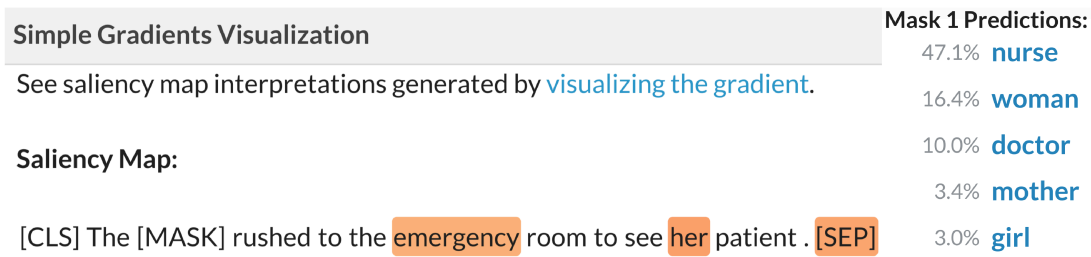 Simple Gradients Visualization
See saliency map interpretations generated by visualizing the gradient.
Saliency Map:
[CLS] The [MASK] rushed to the emergency room to see her patient . [SEP]
Mask 1 Predictions:
47.1% nurse
16.4% woman
10.0% doctor
3.4% mother
3.0% girl